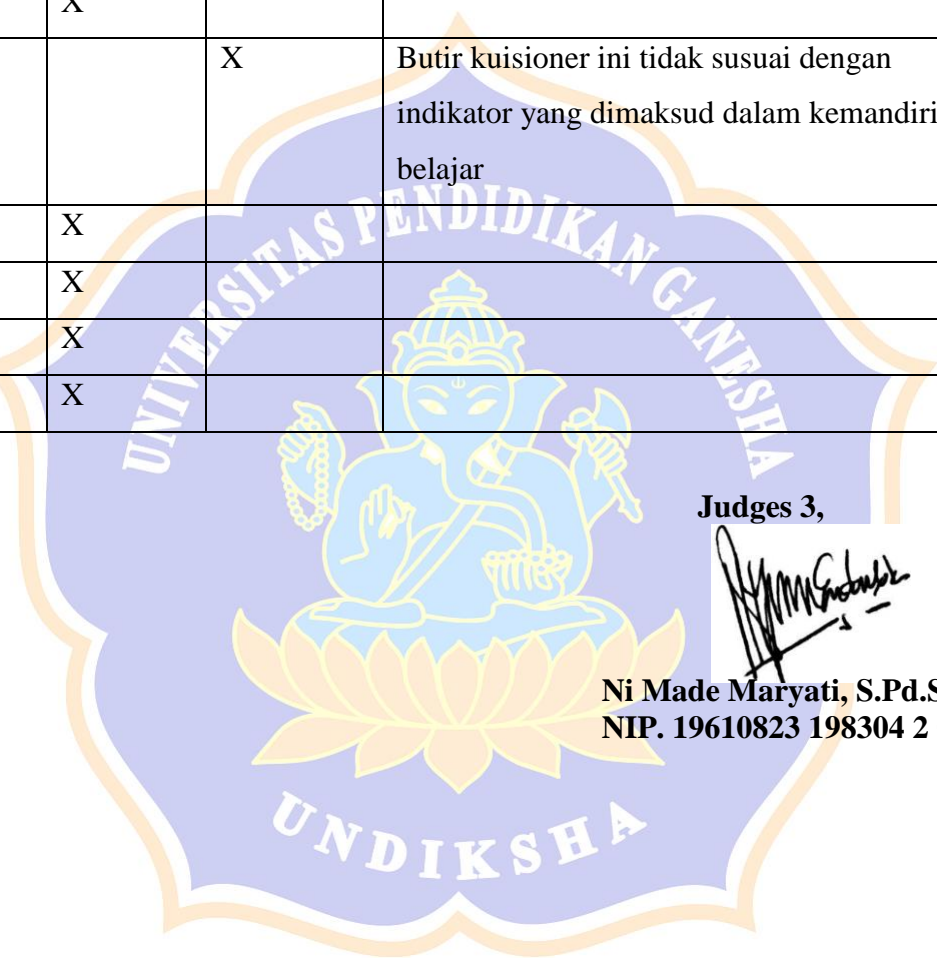 X
X Butir kuisioner ini tidak susuai dengan
indikator yang dimaksud dalam kemandiri
belajar
X
X
X
X
UNIVERSITAS PENDIDIKAN GANESHA
Judges 3,
Ni Made Maryati, S.Pd.S
NIP. 19610823 198304 2
UNDIKSHA